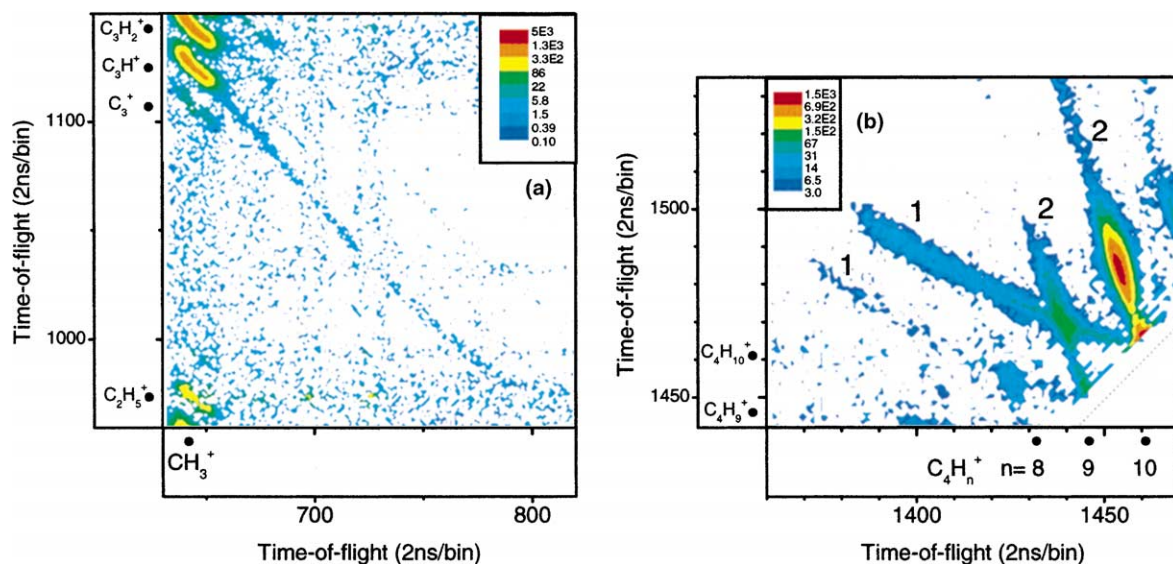 C₃H₂⁺
C₃H⁺
C₃⁺
1100
1000
C₂H₅⁺
Time-of-flight (2ns/bin)
5E3
1.3E3
3.3E2
86
22
5.8
1.5
0.39
0.10
(a)
CH₃⁺
700
800
Time-of-flight (2ns/bin)
1.5E3
6.9E2
3.2E2
1.5E2
67
31
14
6.5
3.0
(b)
2
1
2
1
1500
C₄H₁₀⁺
1450
C₄H₉⁺
Time-of-flight (2ns/bin)
C₄Hₙ⁺ n= 8 9 10
1400 1450
Time-of-flight (2ns/bin)